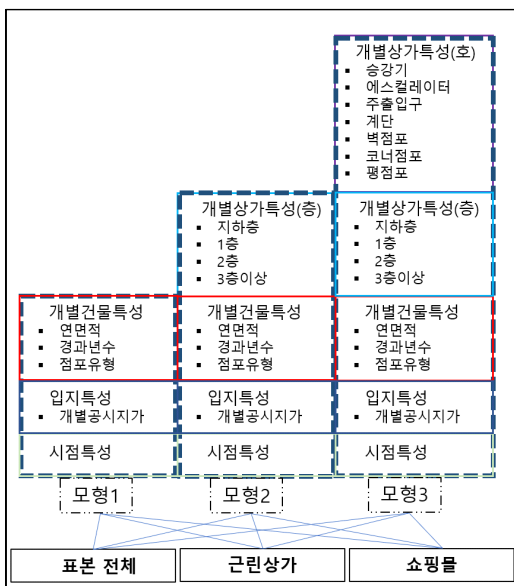 개별상가특성(호)
▪ 승강기
▪ 에스컬레이터
▪ 주출입구
▪ 계단
▪ 벽점포
▪ 코너점포
▪ 평점포
개별상가특성(층)
▪ 지하층
▪ 1층
▪ 2층
▪ 3층이상
개별상가특성(층)
▪ 지하층
▪ 1층
▪ 2층
▪ 3층이상
개별건물특성
▪ 연면적
▪ 경과년수
▪ 점포유형
개별건물특성
▪ 연면적
▪ 경과년수
▪ 점포유형
개별건물특성
▪ 연면적
▪ 경과년수
▪ 점포유형
입지특성
▪ 개별공시지가
입지특성
▪ 개별공시지가
입지특성
▪ 개별공시지가
시점특성
시점특성
시점특성
모형1
모형2
모형3
표본 전체
근린상가
쇼핑몰